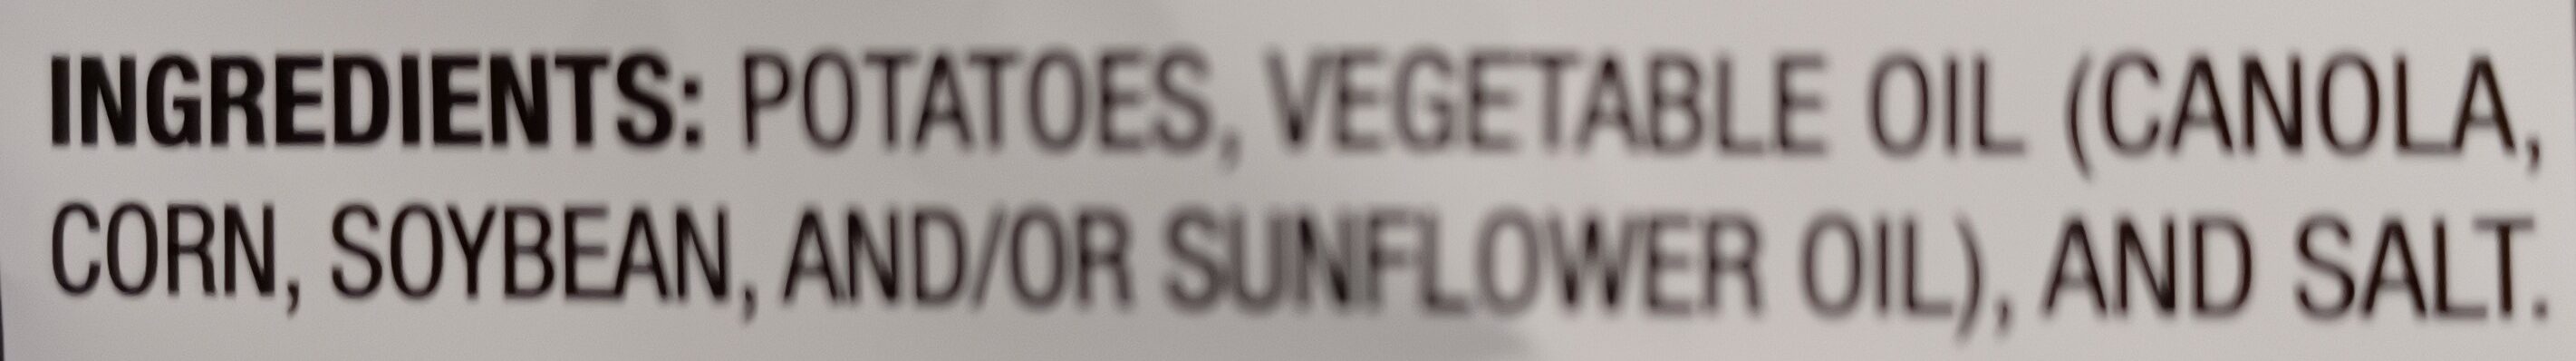 INGREDIENTS: POTATOES, VEGETABLE OIL (CANOLA,
CORN, SOYBEAN, AND/OR SUNFLOWER OIL), AND SALT.